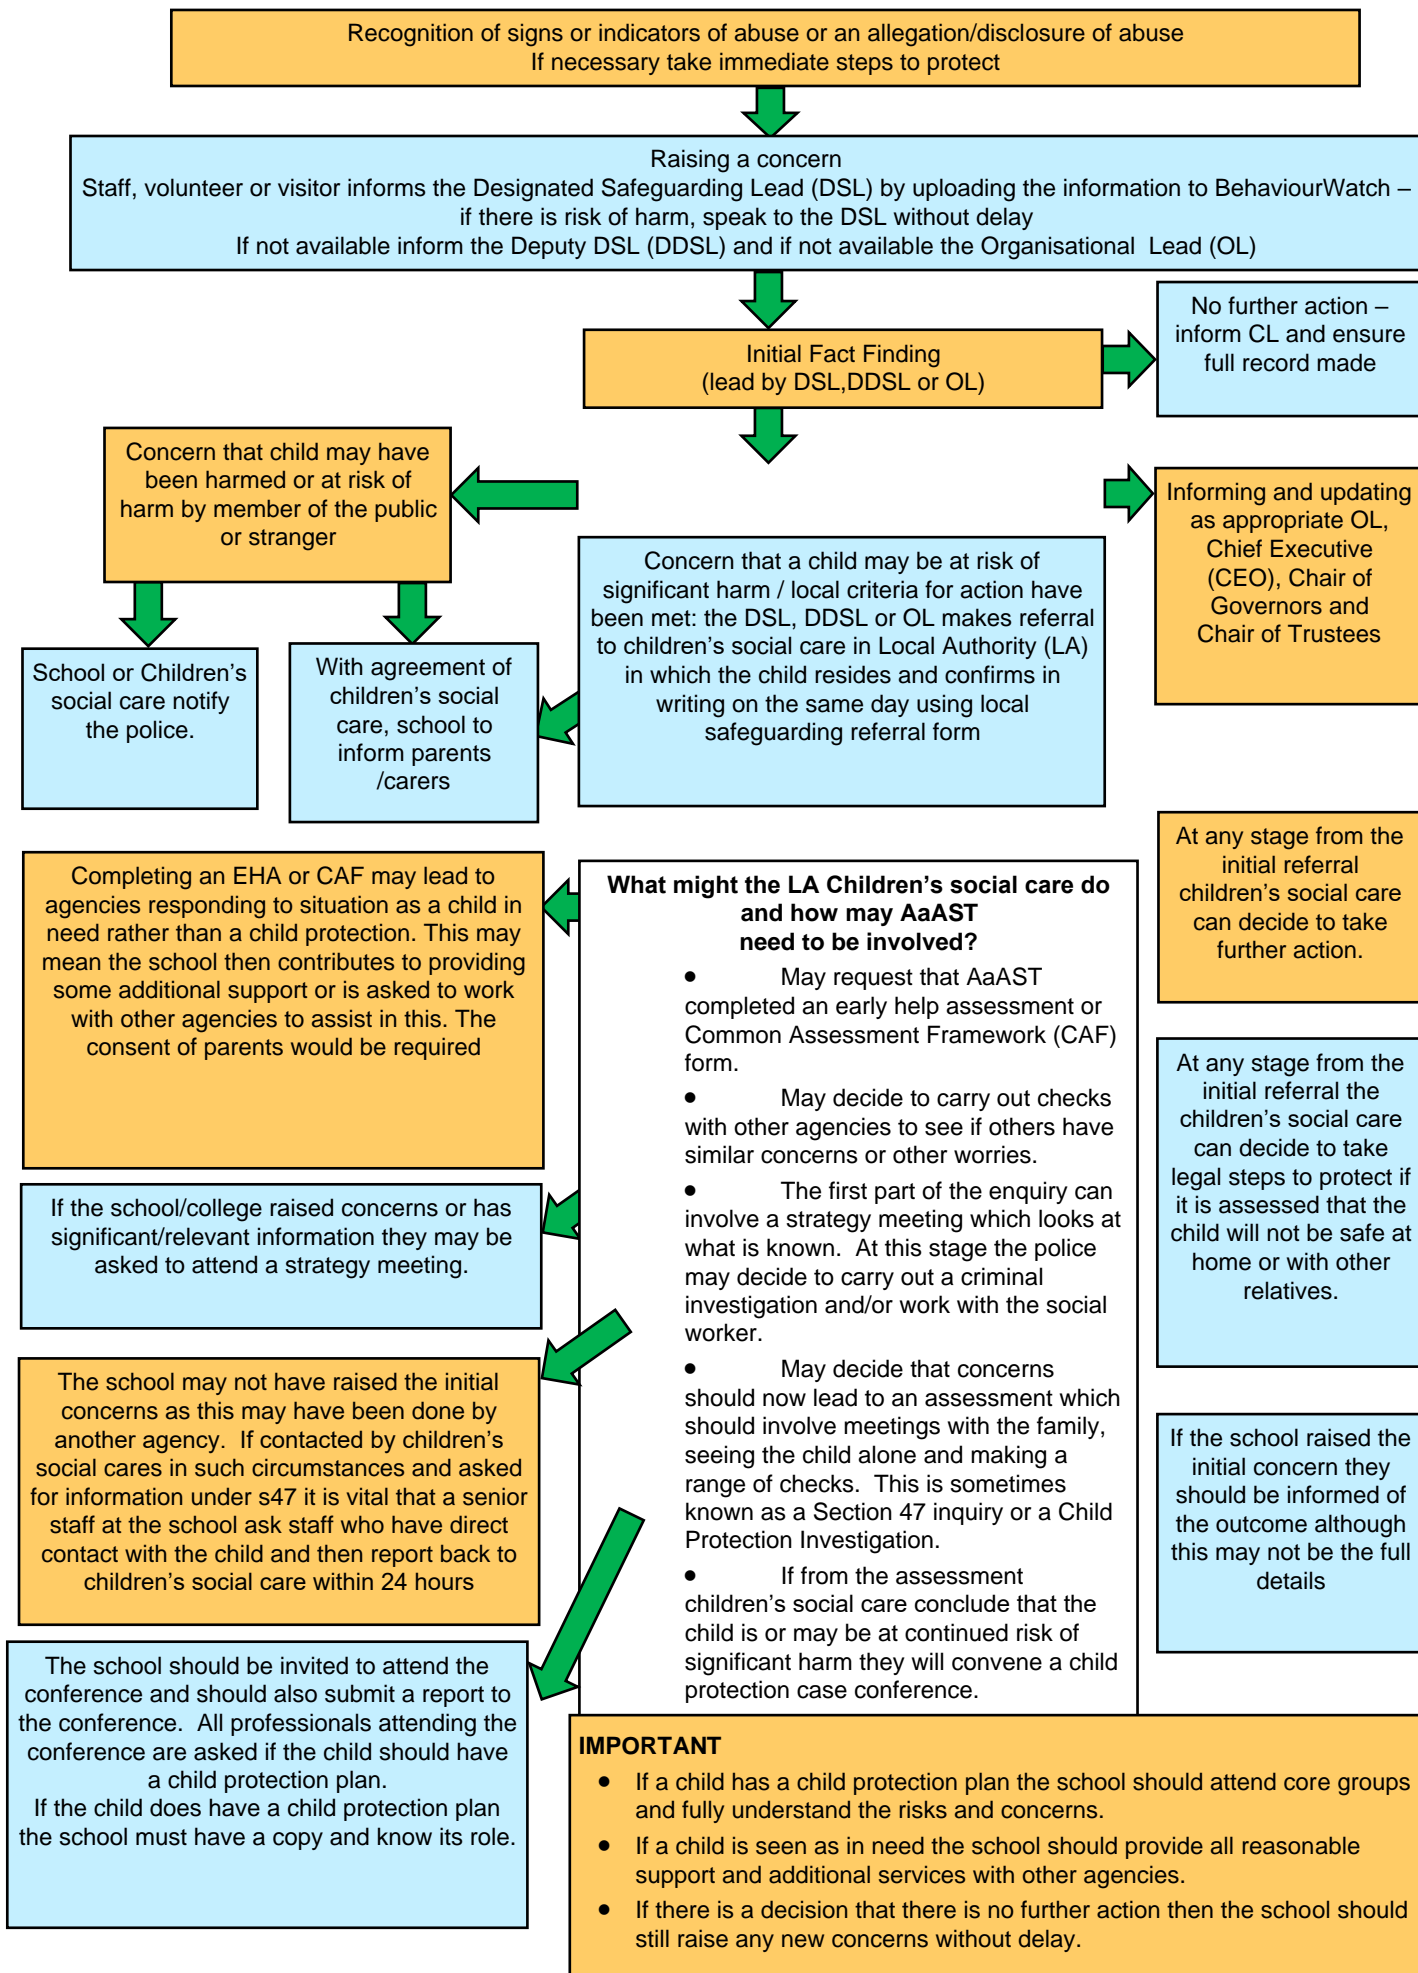 Recognition of signs or indicators of abuse or an allegation/disclosure of abuse
If necessary take immediate steps to protect
Raising a concern
Staff, volunteer or visitor informs the Designated Safeguarding Lead (DSL) by uploading the information to BehaviourWatch –
if there is risk of harm, speak to the DSL without delay
If not available inform the Deputy DSL (DDSL) and if not available the Organisational  Lead (OL)
No further action –
inform CL and ensure
full record made
Initial Fact Finding
(lead by DSL,DDSL or OL)
Concern that child may have
been harmed or at risk of
harm by member of the public
or stranger
Informing and updating
as appropriate OL,
Chief Executive
(CEO), Chair of
Governors and
Chair of Trustees
Concern that a child may be at risk of
significant harm / local criteria for action have
been met: the DSL, DDSL or OL makes referral
to children’s social care in Local Authority (LA)
in which the child resides and confirms in
writing on the same day using local
safeguarding referral form
School or Children’s
social care notify
the police.
With agreement of
children’s social
care, school to
inform parents
/carers
At any stage from the
initial referral
children’s social care
can decide to take
further action.
Completing an EHA or CAF may lead to
agencies responding to situation as a child in
need rather than a child protection. This may
mean the school then contributes to providing
some additional support or is asked to work
with other agencies to assist in this. The
consent of parents would be required
What might the LA Children’s social care do
and how may AaAST
need to be involved?
• May request that AaAST
completed an early help assessment or
Common Assessment Framework (CAF)
form.
• May decide to carry out checks
with other agencies to see if others have
similar concerns or other worries.
• The first part of the enquiry can
involve a strategy meeting which looks at
what is known.  At this stage the police
may decide to carry out a criminal
investigation and/or work with the social
worker.
• May decide that concerns
should now lead to an assessment which
should involve meetings with the family,
seeing the child alone and making a
range of checks.  This is sometimes
known as a Section 47 inquiry or a Child
Protection Investigation.
• If from the assessment
children’s social care conclude that the
child is or may be at continued risk of
significant harm they will convene a child
protection case conference.
At any stage from the
initial referral the
children’s social care
can decide to take
legal steps to protect if
it is assessed that the
child will not be safe at
home or with other
relatives.
If the school/college raised concerns or has
significant/relevant information they may be
asked to attend a strategy meeting.
The school may not have raised the initial
concerns as this may have been done by
another agency.  If contacted by children’s
social cares in such circumstances and asked
for information under s47 it is vital that a senior
staff at the school ask staff who have direct
contact with the child and then report back to
children’s social care within 24 hours
If the school raised the
initial concern they
should be informed of
the outcome although
this may not be the full
details
The school should be invited to attend the
conference and should also submit a report to
the conference.  All professionals attending the
conference are asked if the child should have
a child protection plan.
If the child does have a child protection plan
the school must have a copy and know its role.
IMPORTANT
• If a child has a child protection plan the school should attend core groups
and fully understand the risks and concerns.
• If a child is seen as in need the school should provide all reasonable
support and additional services with other agencies.
• If there is a decision that there is no further action then the school should
still raise any new concerns without delay.